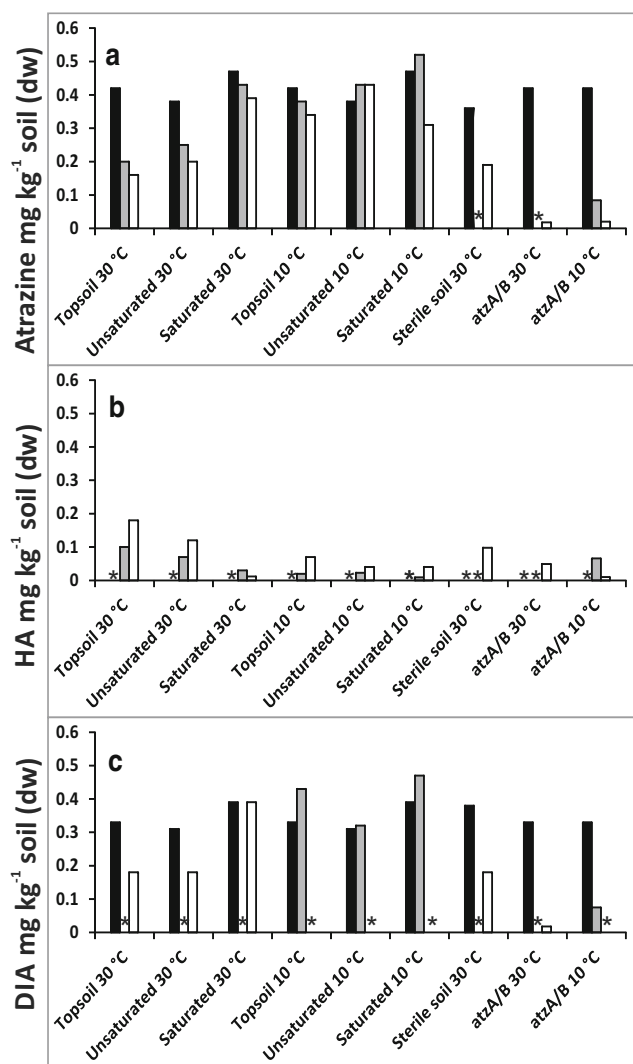 a
Atrazine mg kg⁻¹ soil (dw)
0.6
0.5
0.4
0.3
0.2
0.1
0
* *
Topsoil 30 °C
Unsaturated 30 °C
Saturated 30 °C
Topsoil 10 °C
Unsaturated 10 °C
Saturated 10 °C
Sterile soil 30 °C
atzA/B 30 °C
atzA/B 10 °C
b
HA mg kg⁻¹ soil (dw)
0.6
0.5
0.4
0.3
0.2
0.1
0
* * * * * * ** ** *
Topsoil 30 °C
Unsaturated 30 °C
Saturated 30 °C
Topsoil 10 °C
Unsaturated 10 °C
Saturated 10 °C
Sterile soil 30 °C
atzA/B 30 °C
atzA/B 10 °C
c
DIA mg kg⁻¹ soil (dw)
0.6
0.5
0.4
0.3
0.2
0.1
0
* * * * * * * * *
Topsoil 30 °C
Unsaturated 30 °C
Saturated 30 °C
Topsoil 10 °C
Unsaturated 10 °C
Saturated 10 °C
Sterile soil 30 °C
atzA/B 30 °C
atzA/B 10 °C